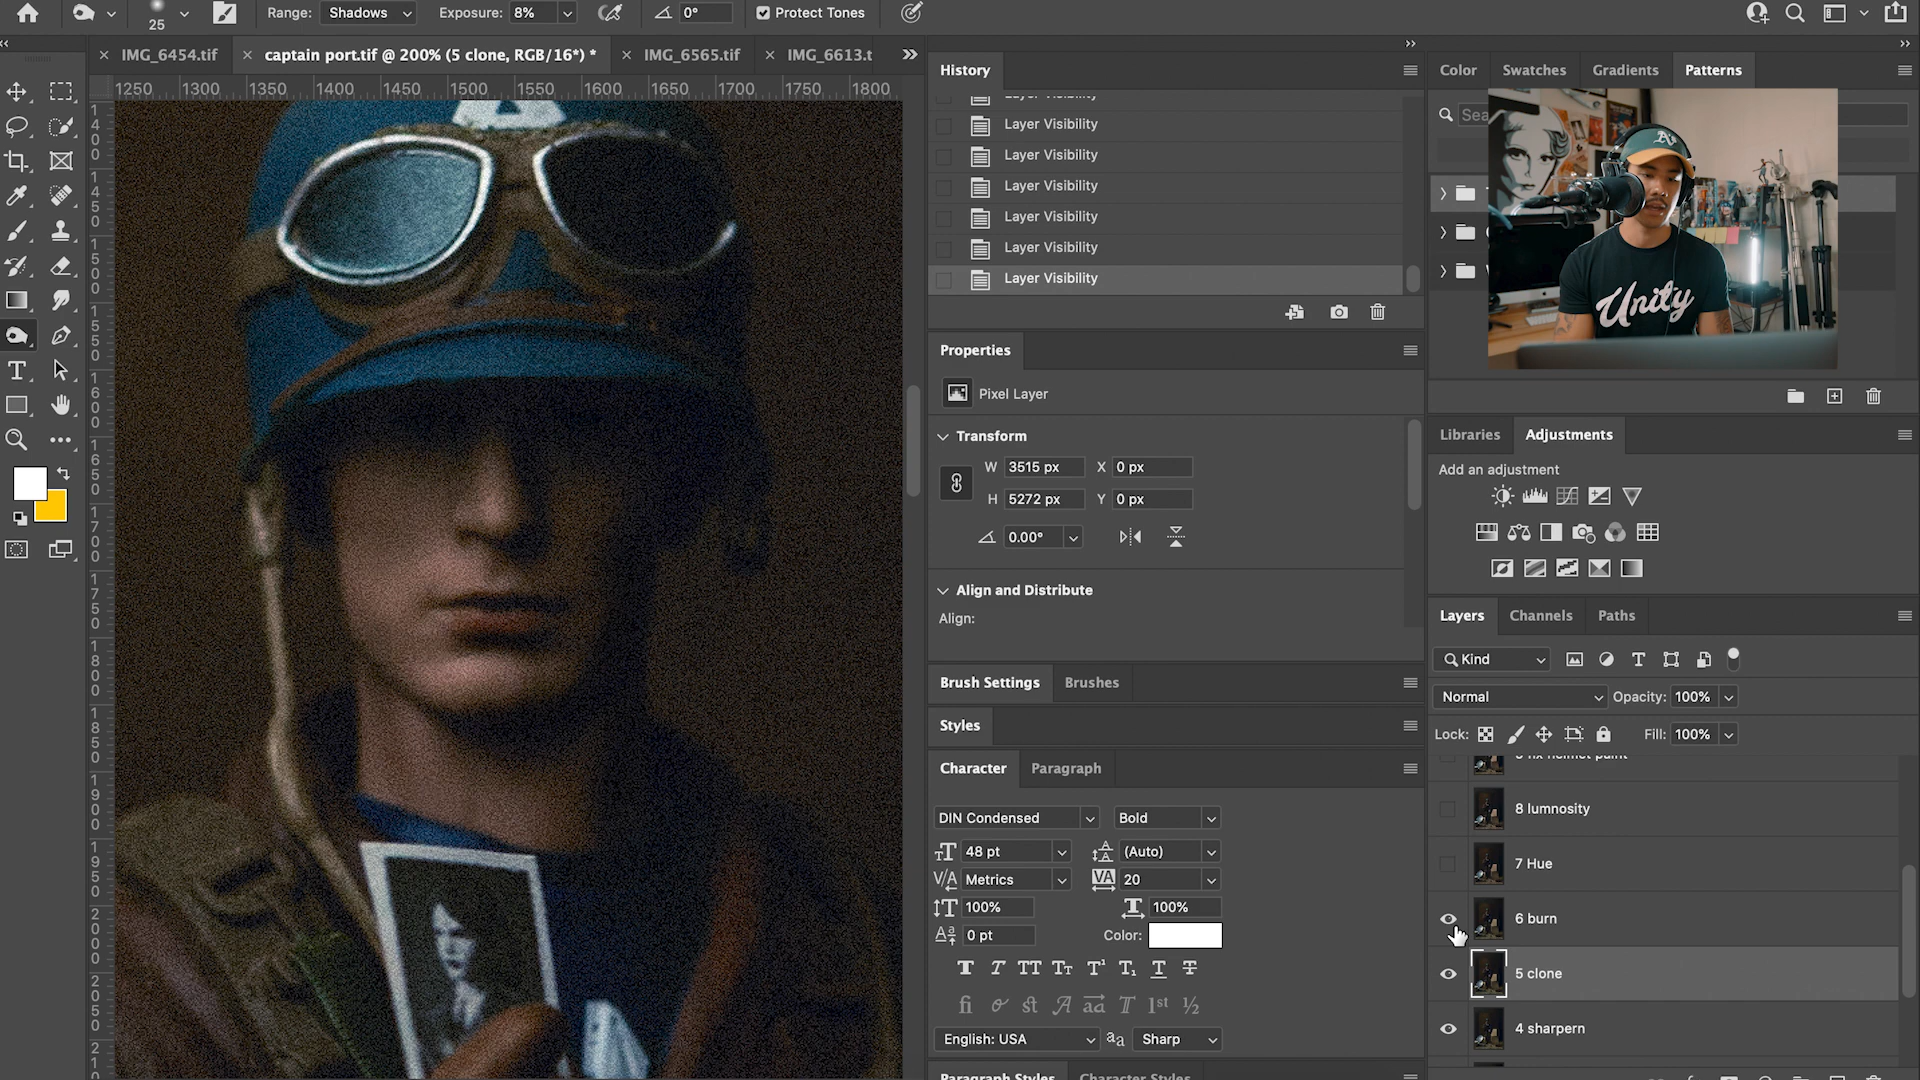 Range: Shadows Exposure: 8% 0° Protect Tones
25
IMG_6454.tif captain port.tif @ 200% (5 clone, RGB/16*) * IMG_6565.tif IMG_6613.t
1250 1300 1350 1400 1450 1500 1550 1600 1650 1700 1750 1800
History
Layer Visibility
Layer Visibility
Layer Visibility
Layer Visibility
Layer Visibility
Layer Visibility
Layer Visibility
Properties
Pixel Layer
Transform
W 3515 px X 0 px
H 5272 px Y 0 px
0.00°
Align and Distribute
Align:
Brush Settings Brushes
Styles
Character Paragraph
DIN Condensed Bold
48 pt (Auto)
Metrics 20
100% 100%
0 pt Color:
English: USA Sharp
Paragraph Styles Character Styles
Color Swatches Gradients Patterns
Sea
A's
Unity
Libraries Adjustments
Add an adjustment
Layers Channels Paths
Kind
Normal Opacity: 100%
Lock: Fill: 100%
8 lumnosity
7 Hue
6 burn
5 clone
4 sharpern